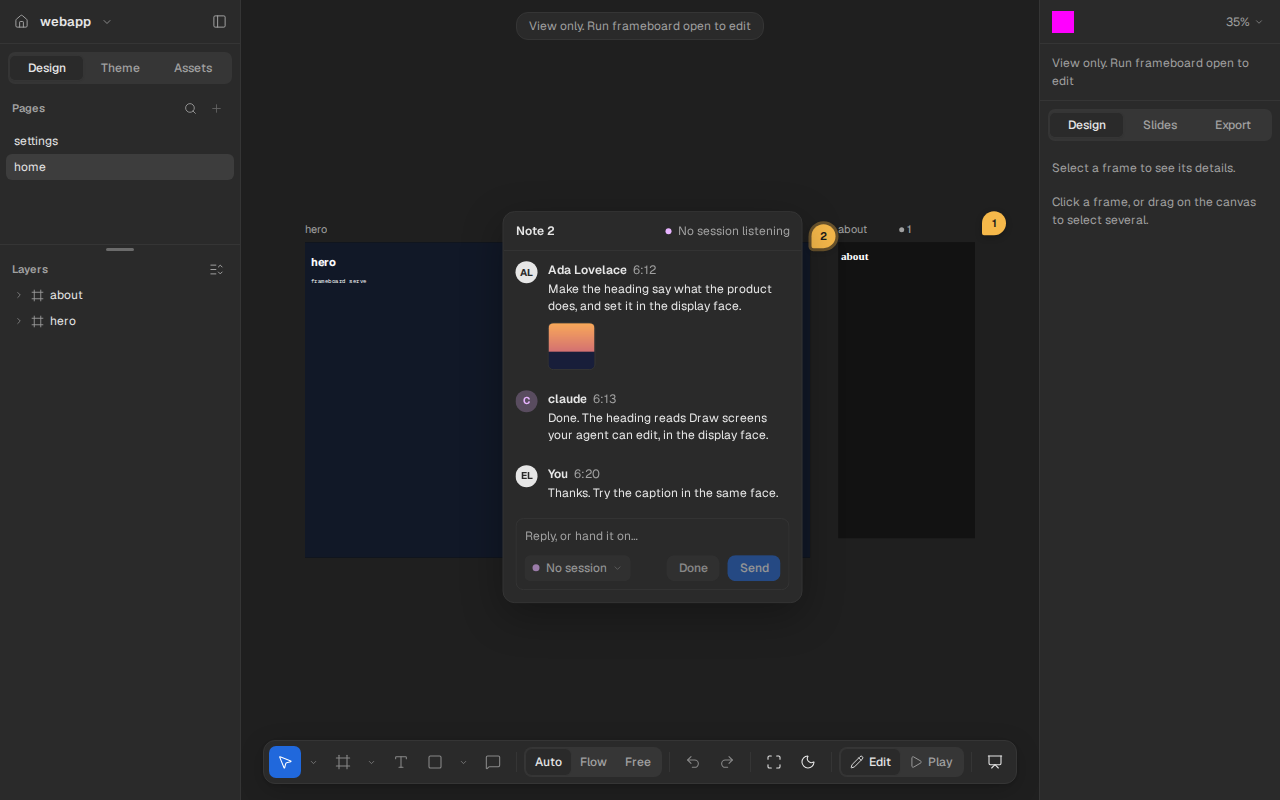 webapp
View only. Run frameboard open to edit
35%
Design
Theme
Assets
View only. Run frameboard open to
edit
Pages
Design
Slides
Export
settings
home
Select a frame to see its details.
Click a frame, or drag on the canvas
to select several.
Layers
about
hero
hero
hero
frameboard serve
Note 2
No session listening
AL
Ada Lovelace 6:12
Make the heading say what the product
does, and set it in the display face.
C
claude 6:13
Done. The heading reads Draw screens
your agent can edit, in the display face.
EL
You 6:20
Thanks. Try the caption in the same face.
Reply, or hand it on…
No session
Done
Send
2
about
1
1
about
Auto
Flow
Free
Edit
Play